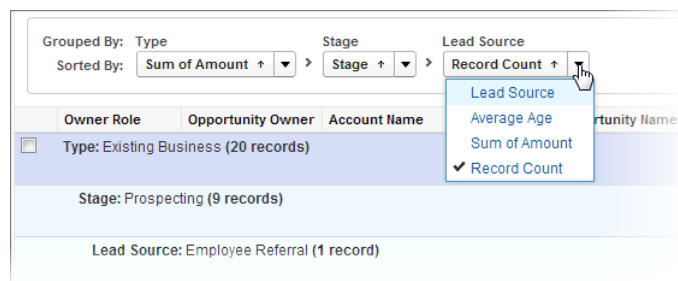 Grouped By: Type Stage Lead Source
Sorted By: Sum of Amount ↑ > Stage ↑ > Record Count ↑
Lead Source
Average Age
Sum of Amount
✔ Record Count
Owner Role Opportunity Owner Account Name rtunity Name
Type: Existing Business (20 records)
Stage: Prospecting (9 records)
Lead Source: Employee Referral (1 record)